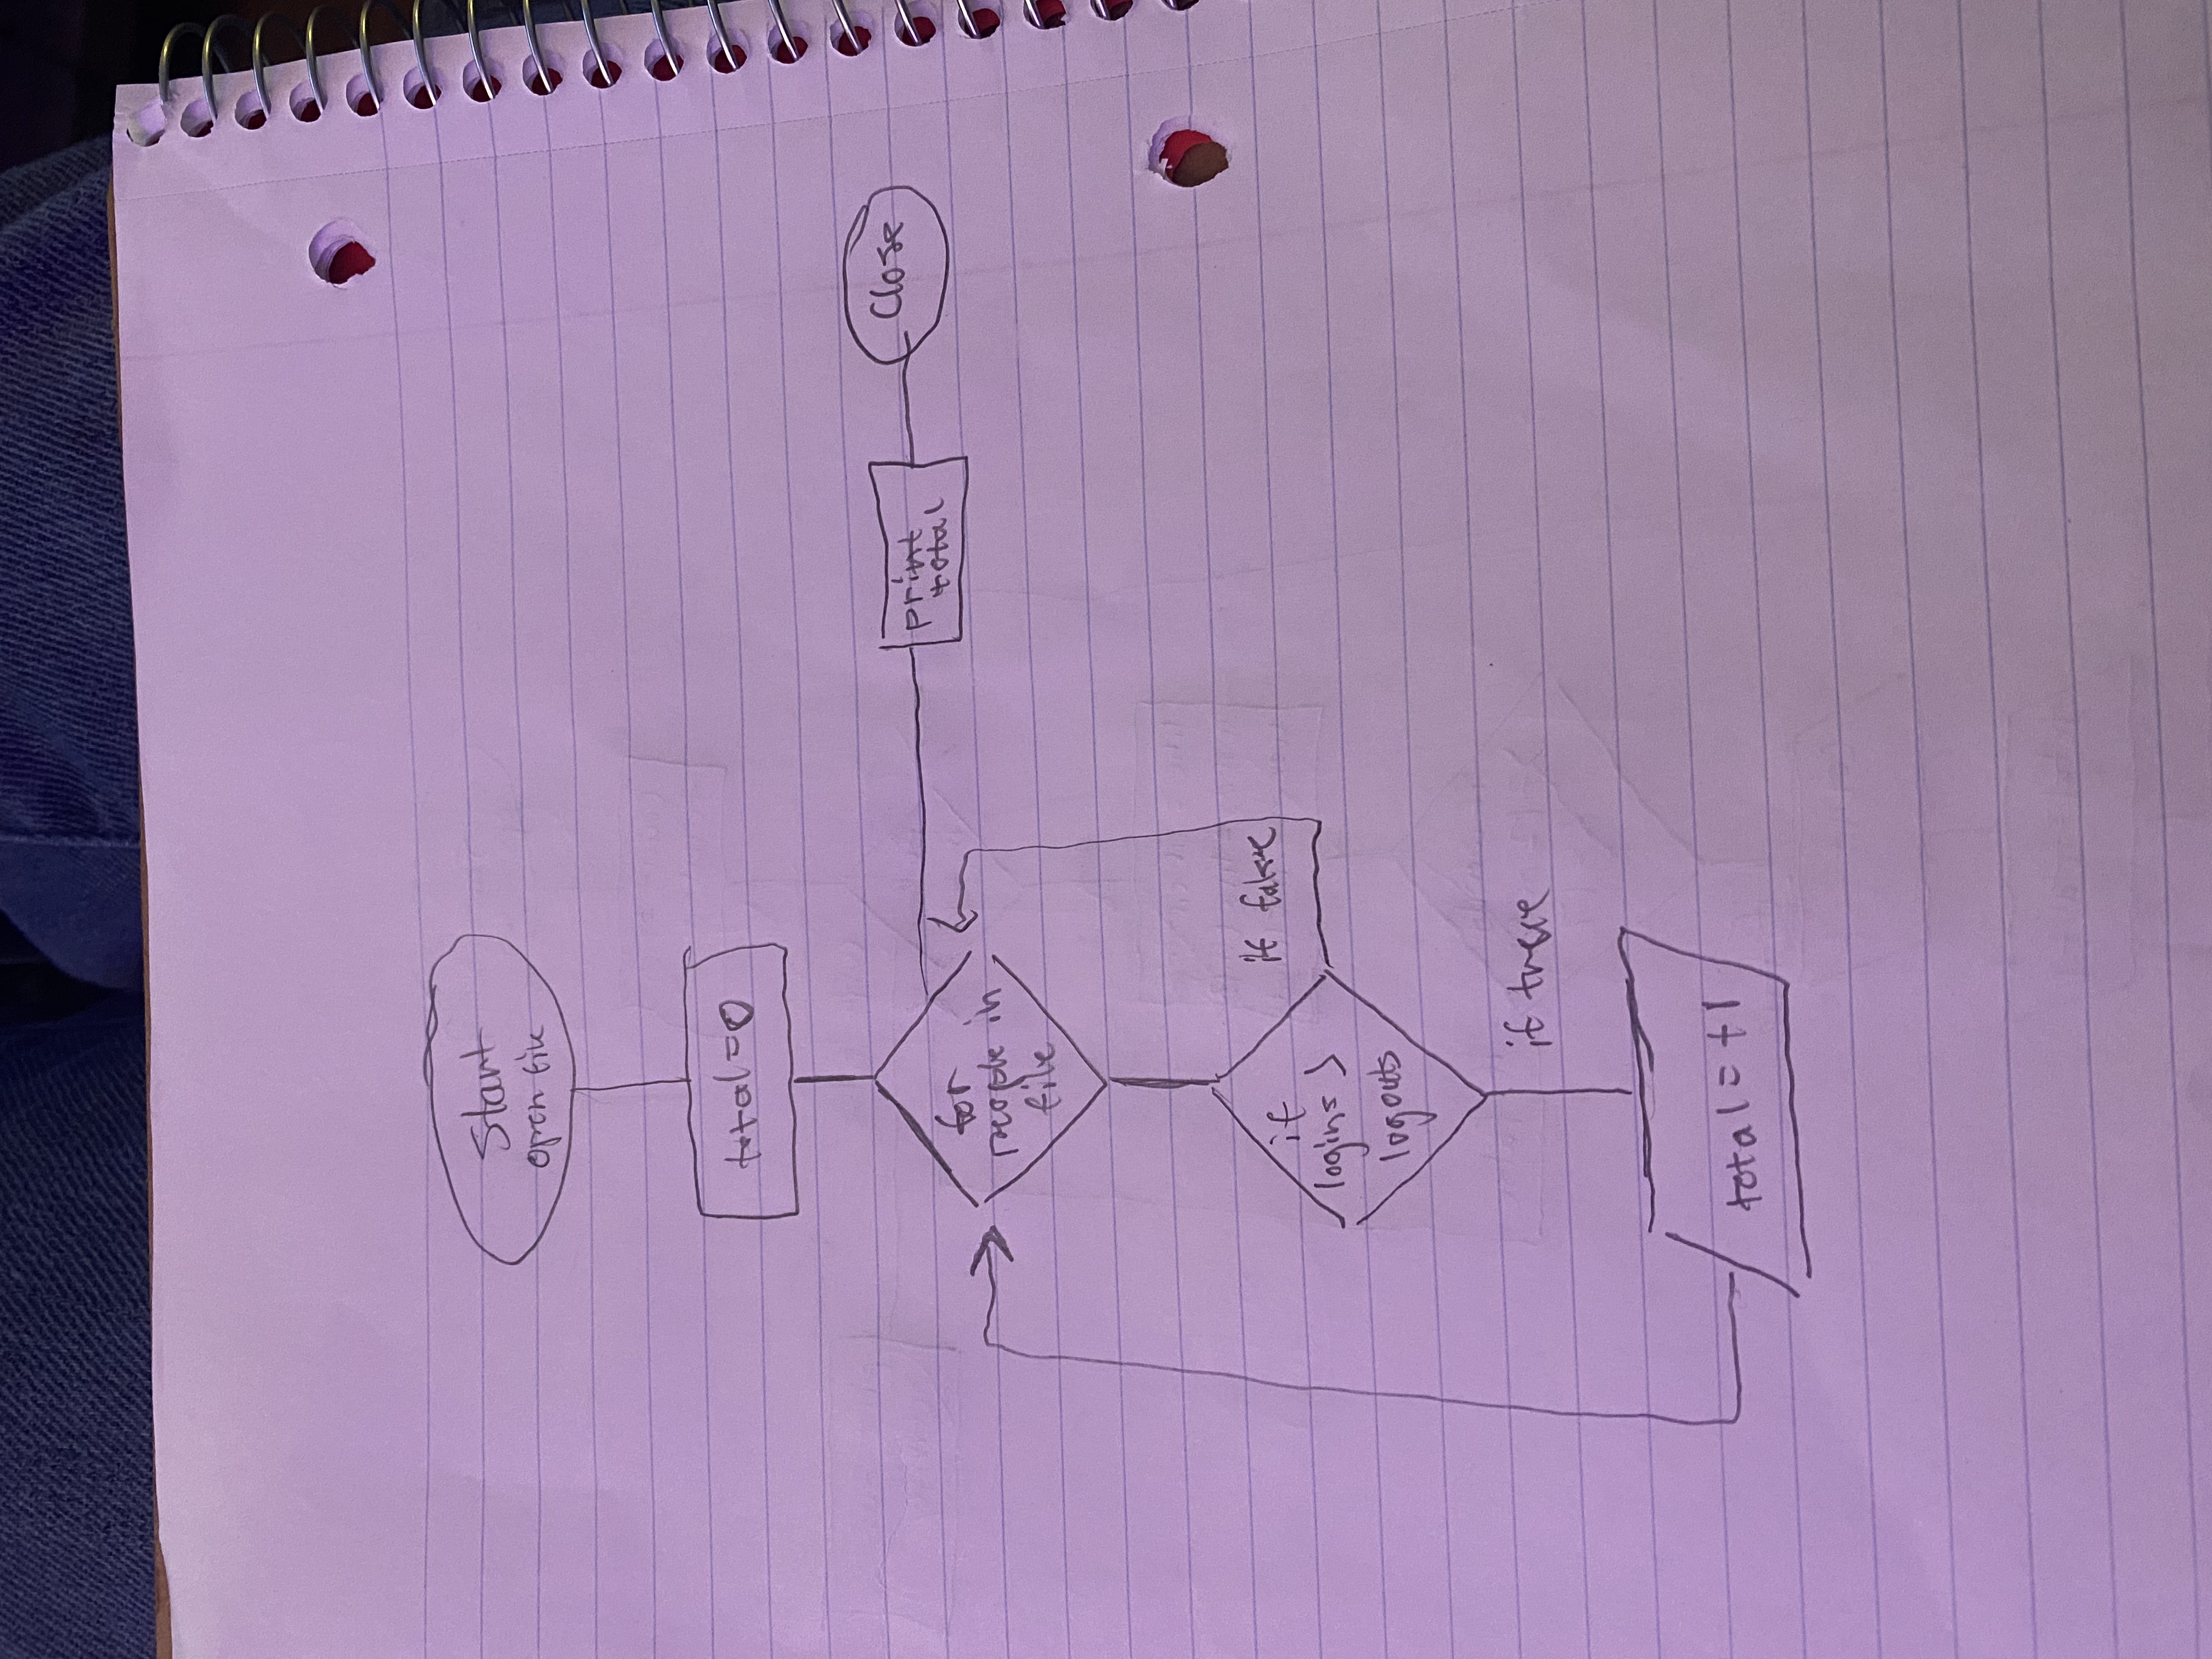 Start
open file
total=0
for
people in
file
print
total
Close
if
logins >
logouts
if false
if true
total = +1